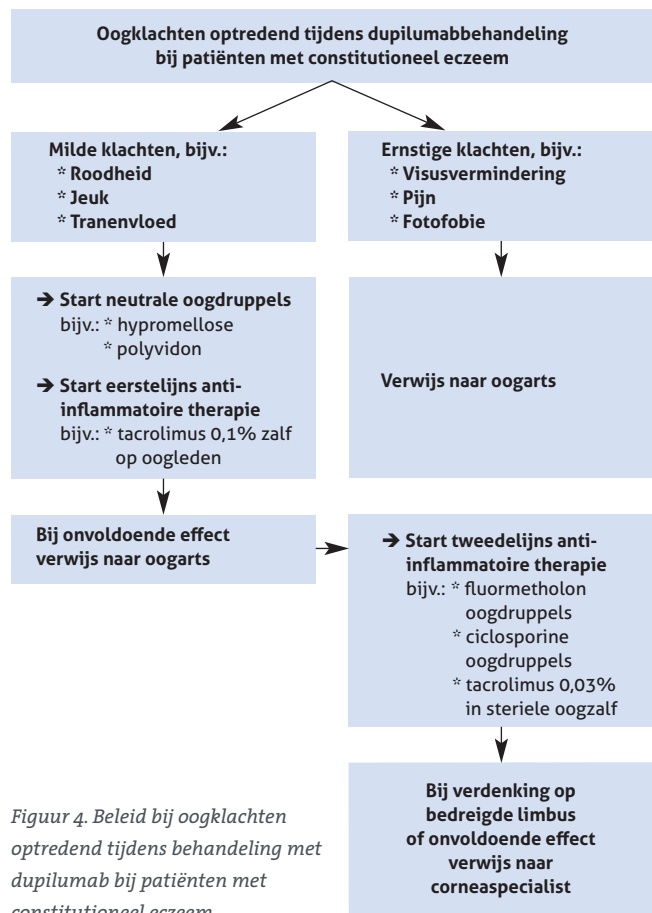 Oogklachten optredend tijdens dupilumabbehandeling
bij patiënten met constitutioneel eczeem
Milde klachten, bijv.:
* Roodheid
* Jeuk
* Tranenvloed
Ernstige klachten, bijv.:
* Visusvermindering
* Pijn
* Fotofobie
➔ Start neutrale oogdruppels
bijv.: * hypromellose
* polyvidon
➔ Start eerstelijns anti-
inflammatoire therapie
bijv.: * tacrolimus 0,1% zalf
op oogleden
Verwijs naar oogarts
Bij onvoldoende effect
verwijs naar oogarts
➔ Start tweedelijns anti-
inflammatoire therapie
bijv.: * fluormetholon
oogdruppels
* ciclosporine
oogdruppels
* tacrolimus 0,03%
in steriele oogzalf
Bij verdenking op
bedreigde limbus
of onvoldoende effect
verwijs naar
corneaspecialist
Figuur 4. Beleid bij oogklachten
optredend tijdens behandeling met
dupilumab bij patiënten met
constitutioneel eczeem